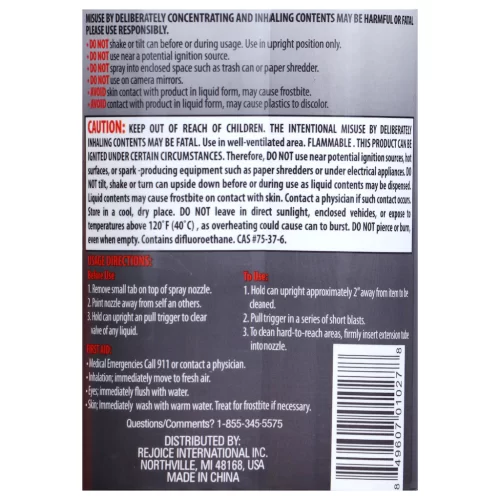 MISUSE BY DELIBERATELY CONCENTRATING AND INHALING CONTENTS MAY BE HARMFUL OR FATAL
PLEASE USE RESPONSIBLY.
•DO NOT shake or tilt can before or during usage. Use in upright position only.
•DO NOT use near a potential ignition source.
•DO NOT spray into enclosed space such as trash can or paper shredder.
•DO NOT use on camera mirrors.
•AVOID skin contact with product in liquid form, may cause frostbite.
•AVOID contact with product in liquid form, may cause plastics to discolor.
CAUTION: KEEP OUT OF REACH OF CHILDREN. THE INTENTIONAL MISUSE BY DELIBERATELY
INHALING CONTENTS MAY BE FATAL. Use in well-ventilated area. FLAMMABLE . THIS PRODUCT CAN BE
IGNITED UNDER CERTAIN CIRCUMSTANCES. Therefore, DO NOT use near potential ignition sources, hot
surfaces, or spark -producing equipment such as paper shredders or under electrical appliances. DO
NOT tilt, shake or turn can upside down before or during use as liquid contents may be dispensed.
Liquid contents may cause frostbite on contact with skin. Contact a physician if such contact occurs.
Store in a cool, dry place. DO NOT leave in direct sunlight, enclosed vehicles, or expose to
temperatures above 120°F (40°C) , as overheating could cause can to burst. DO NOT pierce or burn,
even when empty. Contains difluoroethane. CAS #75-37-6.
USAGE DIRECTIONS:
Before Use:
1. Remove small tab on top of spray nozzle.
2. Point nozzle away from self an others.
3. Hold can upright an pull trigger to clear
valve of any liquid.
To Use:
1. Hold can upright approximately 2" away from item to be
cleaned.
2. Pull trigger in a series of short blasts.
3. To clean hard-to-reach areas, firmly insert extension tube
into nozzle.
FIRST AID:
•Medical Emergencies Call 911 or contact a physician.
•Inhalation; immediately move to fresh air.
•Eyes; immediately flush with water.
•Skin; Immediately wash with warm water. Treat for frostbite if necessary.
Questions/Comments? 1-855-345-5575
DISTRIBUTED BY:
REJOICE INTERNATIONAL INC.
NORTHVILLE, MI 48168, USA
MADE IN CHINA
8 49607 01027 8